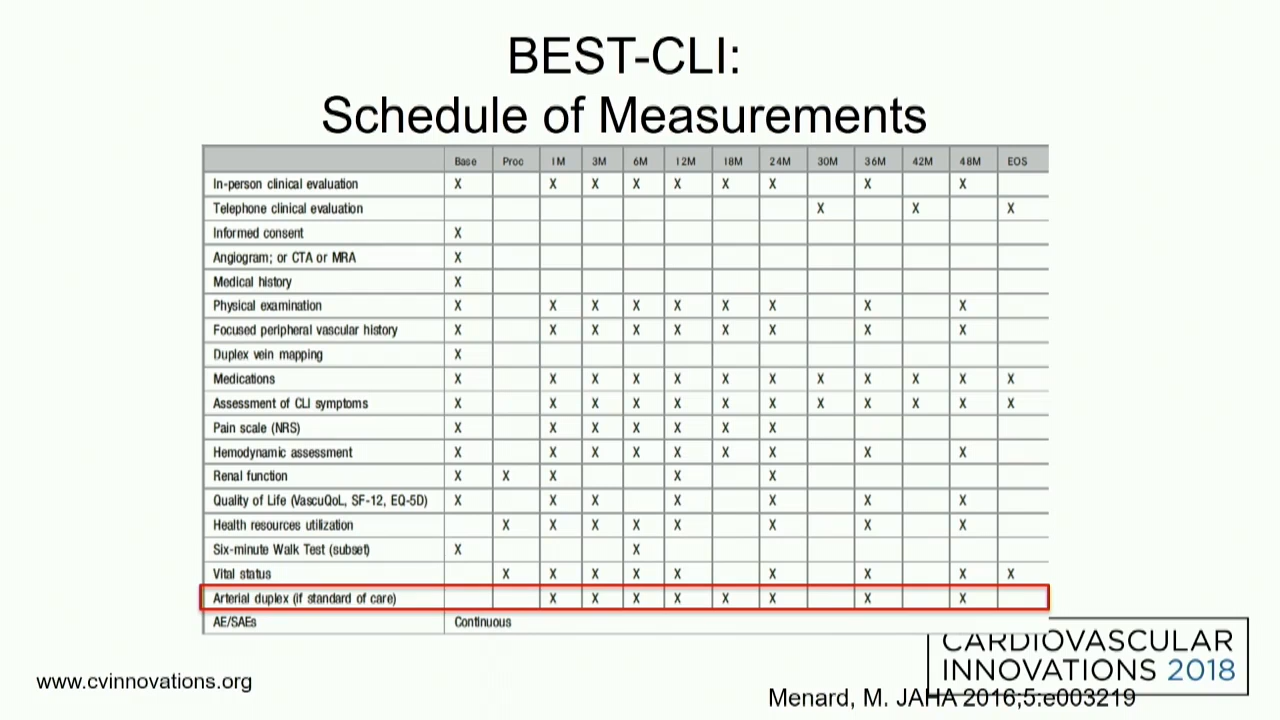 BEST-CLI:
Schedule of Measurements
Base Proc 1M 3M 6M 12M 18M 24M 30M 36M 42M 48M EOS
In-person clinical evaluation X X X X X X X X X
Telephone clinical evaluation X X X
Informed consent X
Angiogram; or CTA or MRA X
Medical history X
Physical examination X X X X X X X X X
Focused peripheral vascular history X X X X X X X X X
Duplex vein mapping X
Medications X X X X X X X X X X X X
Assessment of CLI symptoms X X X X X X X X X X X X
Pain scale (NRS) X X X X X X X
Hemodynamic assessment X X X X X X X X X
Renal function X X X X X
Quality of Life (VascuQoL, SF-12, EQ-5D) X X X X X X X
Health resources utilization X X X X X X X X
Six-minute Walk Test (subset) X X
Vital status X X X X X X X X X
Arterial duplex (if standard of care) X X X X X X X X
AE/SAEs Continuous
CARDIOVASCULAR
INNOVATIONS 2018
www.cvinnovations.org
Menard, M. JAHA 2016;5:e003219